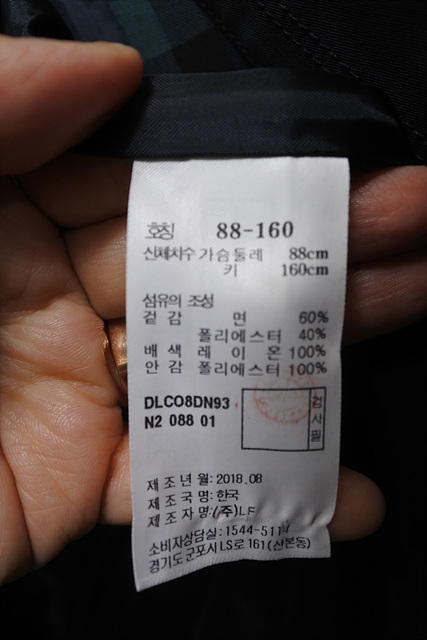 호칭 88-160
신체치수 가슴둘레 88cm
키 160cm
섬유의 조성
겉감 면 60%
폴리에스터 40%
배색 레이온 100%
안감 폴리에스터 100%
DLCO8DN93
N2 088 01
검사필
제조년월: 2018.08
제조국명: 한국
제조자명: (주)LF
소비자상담실: 1544-5114
경기도 군포시 LS로 161(산본동)